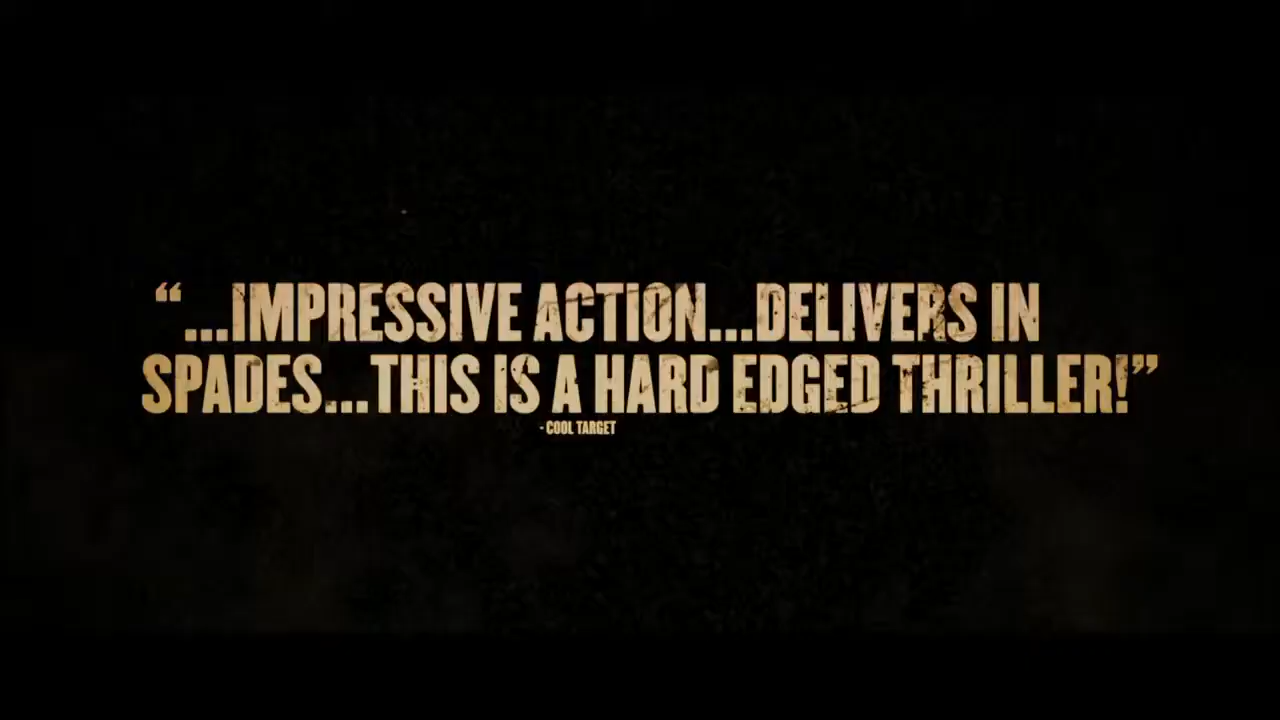 “...IMPRESSIVE ACTION...DELIVERS IN
SPADES...THIS IS A HARD EDGED THRILLER!”
- COOL TARGET